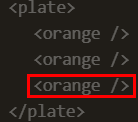 <plate>
<orange />
<orange />
<orange />
</plate>